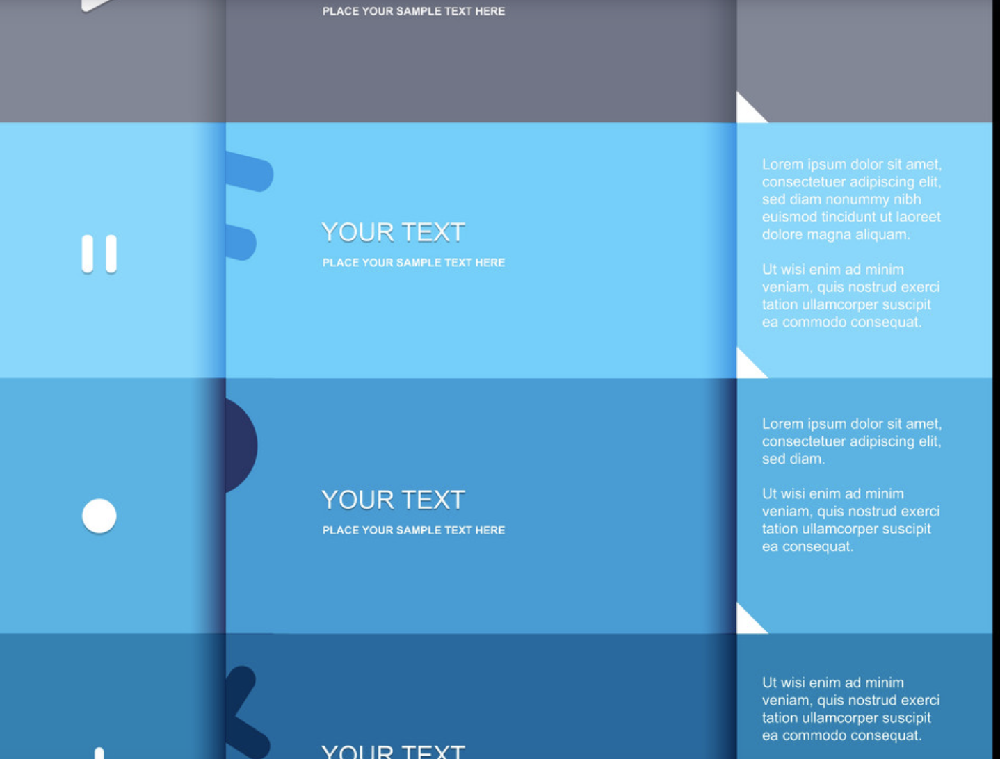 PLACE YOUR SAMPLE TEXT HERE
YOUR TEXT
PLACE YOUR SAMPLE TEXT HERE
Lorem ipsum dolor sit amet,
consectetuer adipiscing elit,
sed diam nonummy nibh
euismod tincidunt ut laoreet
dolore magna aliquam.
Ut wisi enim ad minim
veniam, quis nostrud exerci
tation ullamcorper suscipit
ea commodo consequat.
YOUR TEXT
PLACE YOUR SAMPLE TEXT HERE
Lorem ipsum dolor sit amet,
consectetuer adipiscing elit,
sed diam.
Ut wisi enim ad minim
veniam, quis nostrud exerci
tation ullamcorper suscipit
ea consequat.
YOUR TEXT
Ut wisi enim ad minim
veniam, quis nostrud exerci
tation ullamcorper suscipit
ea commodo consequat.